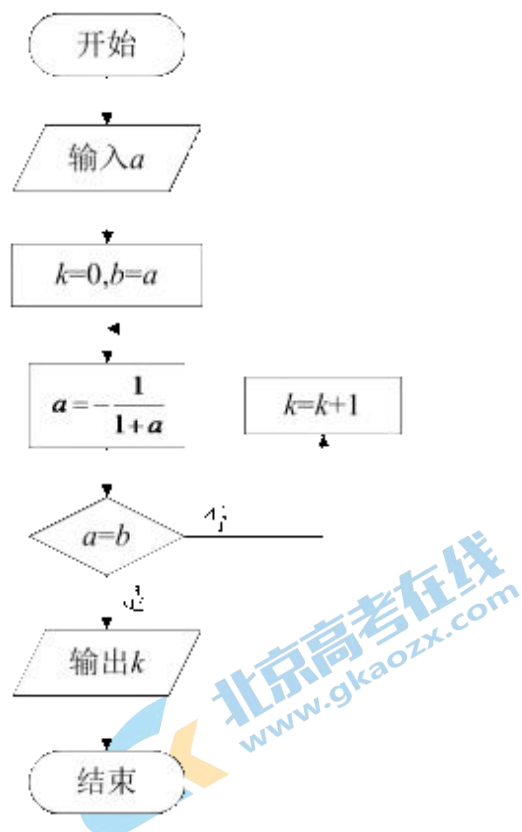 开始
输入a
k=0,b=a
a=-\frac{1}{1+a}
k=k+1
a=b
输出k
结束
北京高考在线
www.gkaozx.com